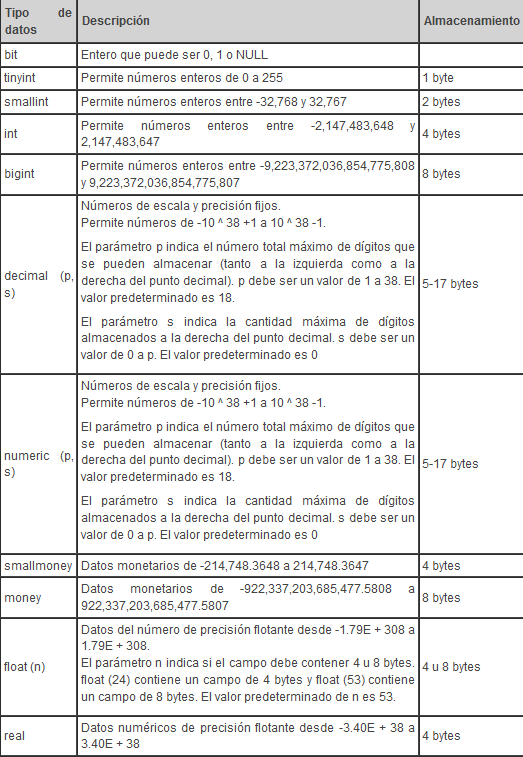 Tipo de
datos
Descripción
Almacenamiento
bit
Entero que puede ser 0, 1 o NULL
tinyint
Permite números enteros de 0 a 255
1 byte
smallint
Permite números enteros entre -32,768 y 32,767
2 bytes
int
Permite números enteros entre -2,147,483,648 y
2,147,483,647
4 bytes
bigint
Permite números enteros entre -9,223,372,036,854,775,808
y 9,223,372,036,854,775,807
8 bytes
decimal (p,
s)
Números de escala y precisión fijos.
Permite números de -10 ^ 38 +1 a 10 ^ 38 -1.
El parámetro p indica el número total máximo de dígitos que
se pueden almacenar (tanto a la izquierda como a la
derecha del punto decimal). p debe ser un valor de 1 a 38. El
valor predeterminado es 18.
El parámetro s indica la cantidad máxima de dígitos
almacenados a la derecha del punto decimal. s debe ser un
valor de 0 a p. El valor predeterminado es 0
5-17 bytes
numeric (p,
s)
Números de escala y precisión fijos.
Permite números de -10 ^ 38 +1 a 10 ^ 38 -1.
El parámetro p indica el número total máximo de dígitos que
se pueden almacenar (tanto a la izquierda como a la
derecha del punto decimal). p debe ser un valor de 1 a 38. El
valor predeterminado es 18.
El parámetro s indica la cantidad máxima de dígitos
almacenados a la derecha del punto decimal. s debe ser un
valor de 0 a p. El valor predeterminado es 0
5-17 bytes
smallmoney
Datos monetarios de -214,748.3648 a 214,748.3647
4 bytes
money
Datos monetarios de -922,337,203,685,477.5808 a
922,337,203,685,477.5807
8 bytes
float (n)
Datos del número de precisión flotante desde -1.79E + 308 a
1.79E + 308.
El parámetro n indica si el campo debe contener 4 u 8 bytes.
float (24) contiene un campo de 4 bytes y float (53) contiene
un campo de 8 bytes. El valor predeterminado de n es 53.
4 u 8 bytes
real
Datos numéricos de precisión flotante desde -3.40E + 38 a
3.40E + 38
4 bytes